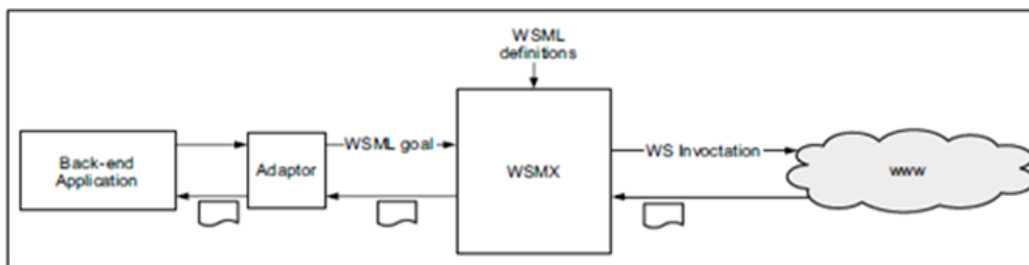 WSML
definitions
Back-end
Application
Adaptor
WSML goal
WSMX
WS Invoctation
www